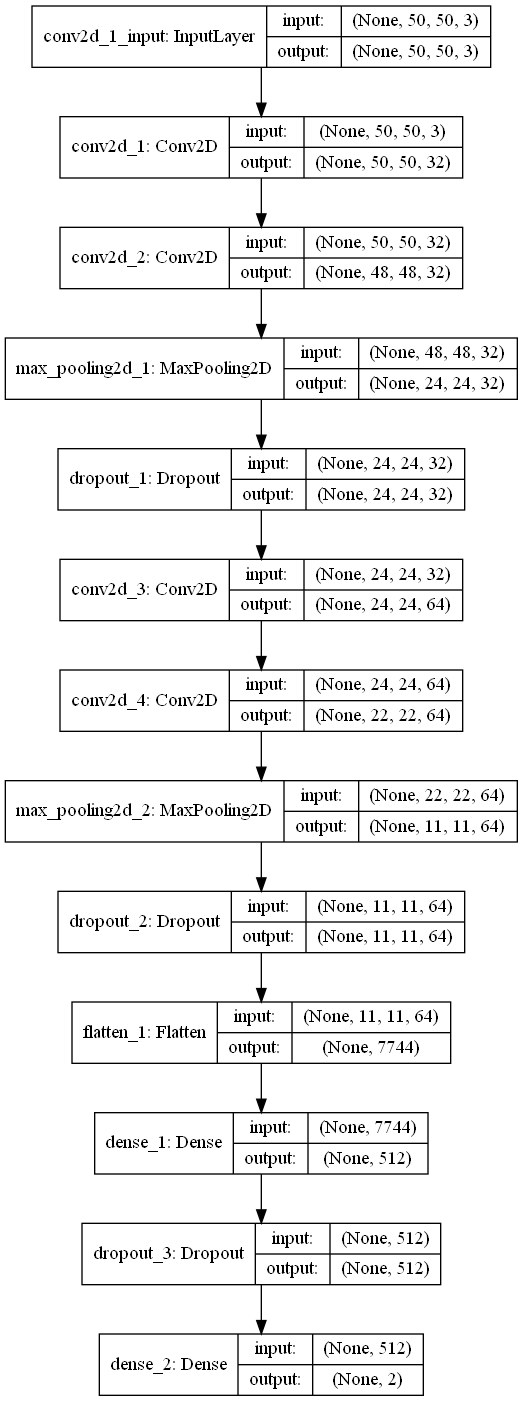 conv2d_1_input: InputLayer
input: (None, 50, 50, 3)
output: (None, 50, 50, 3)
conv2d_1: Conv2D
input: (None, 50, 50, 3)
output: (None, 50, 50, 32)
conv2d_2: Conv2D
input: (None, 50, 50, 32)
output: (None, 48, 48, 32)
max_pooling2d_1: MaxPooling2D
input: (None, 48, 48, 32)
output: (None, 24, 24, 32)
dropout_1: Dropout
input: (None, 24, 24, 32)
output: (None, 24, 24, 32)
conv2d_3: Conv2D
input: (None, 24, 24, 32)
output: (None, 24, 24, 64)
conv2d_4: Conv2D
input: (None, 24, 24, 64)
output: (None, 22, 22, 64)
max_pooling2d_2: MaxPooling2D
input: (None, 22, 22, 64)
output: (None, 11, 11, 64)
dropout_2: Dropout
input: (None, 11, 11, 64)
output: (None, 11, 11, 64)
flatten_1: Flatten
input: (None, 11, 11, 64)
output: (None, 7744)
dense_1: Dense
input: (None, 7744)
output: (None, 512)
dropout_3: Dropout
input: (None, 512)
output: (None, 512)
dense_2: Dense
input: (None, 512)
output: (None, 2)